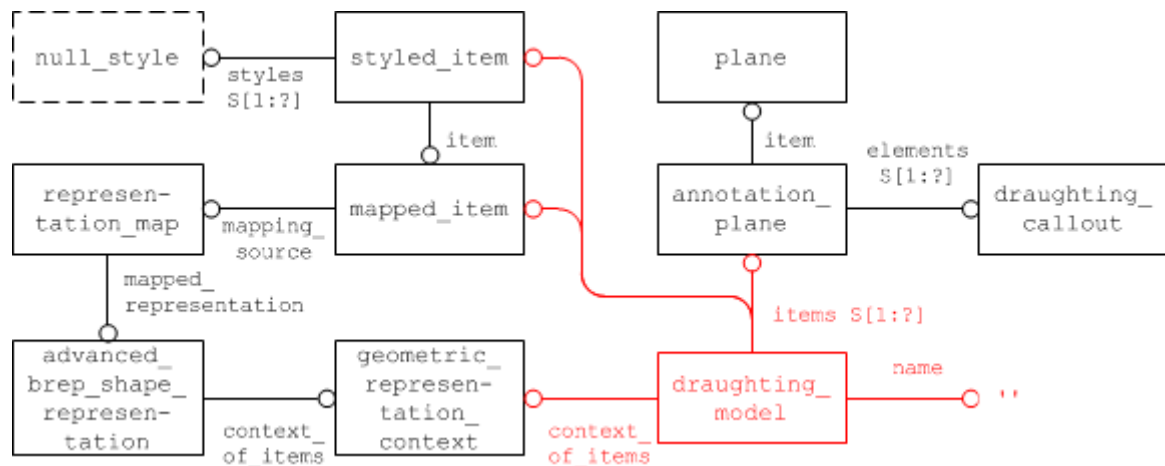 null_style
styles
S[1:?]
styled_item
plane
item
item
elements
S[1:?]
represen-
tation_map
mapping_
source
mapped_item
annotation_
plane
draughting_
callout
mapped_
representation
items S[1:?]
advanced_
brep_shape_
represen-
tation
context_
of_items
geometric_
represen-
tation_
context
context_
of_items
draughting_
model
name
''